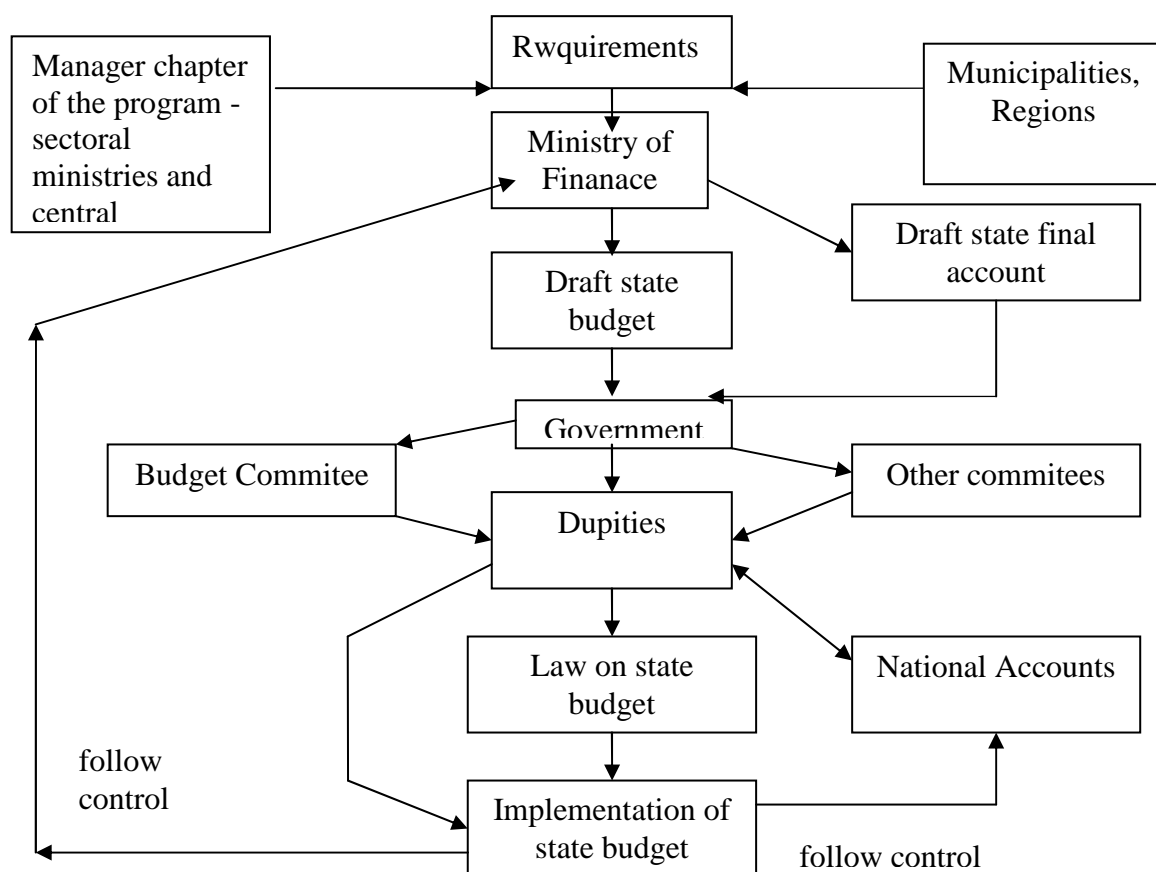 Rwquirements
Manager chapter
of the program -
sectoral
ministries and
central
Municipalities,
Regions
Ministry of
Finanace
Draft state final
account
Draft state
budget
Government
Budget Commitee
Other commitees
Dupities
Law on state
budget
National Accounts
follow
control
Implementation of
state budget
follow control